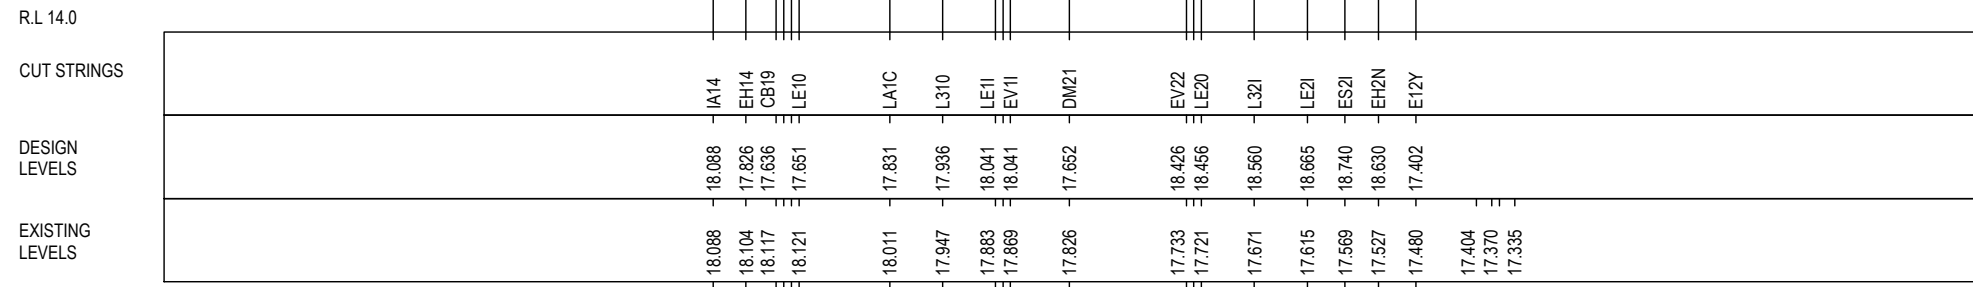 R.L 14.0
CUT STRINGS
IA14 EH14 CB19 LE10 LA1C L310 LE1I EV1I DM21 EV22 LE20 L32I LE2I ES2I EH2N E12Y
DESIGN
LEVELS
18.088 17.826 17.636 17.651 17.831 17.936 18.041 18.041 17.652 18.426 18.456 18.560 18.665 18.740 18.630 17.402
EXISTING
LEVELS
18.088 18.104 18.117 18.121 18.011 17.947 17.883 17.869 17.826 17.733 17.721 17.671 17.615 17.569 17.527 17.480 17.404 17.370 17.335